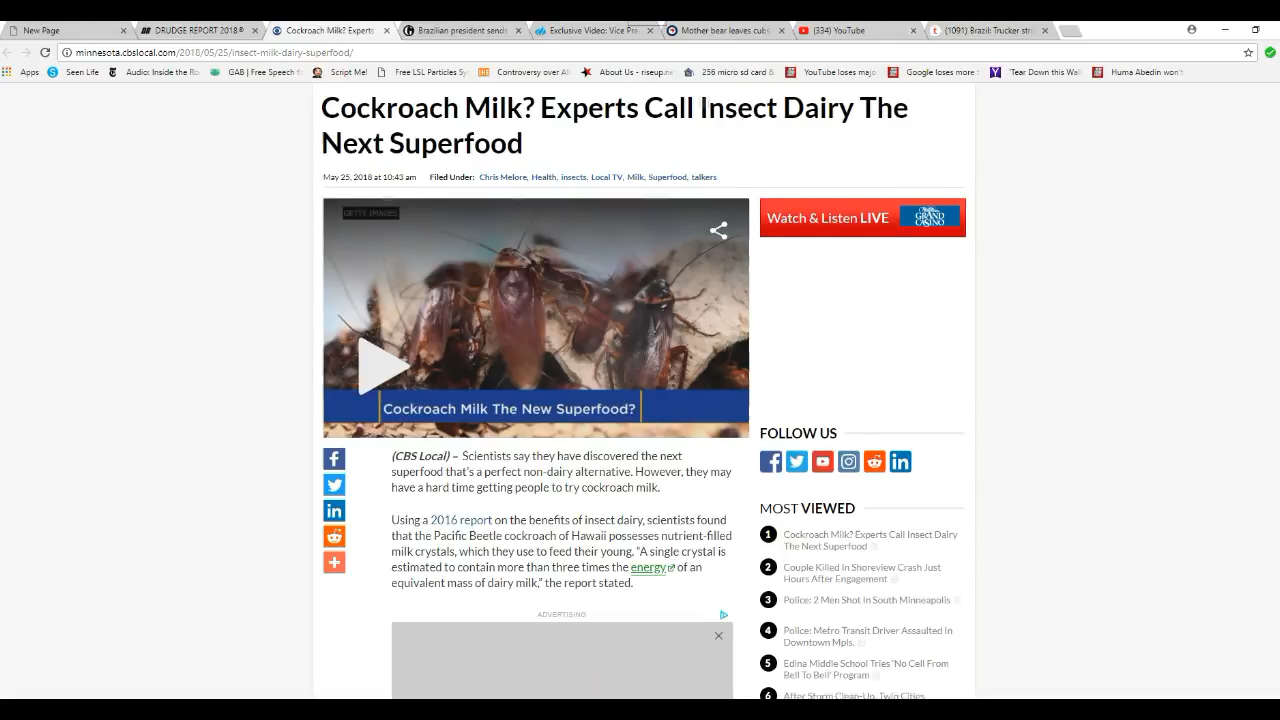 New Page
DRUDGE REPORT 2018®
Cockroach Milk? Experts
Brazilian president sends
Exclusive Video: Vice Pre
Mother bear leaves cubs
(334) YouTube
(1091) Brazil: Trucker str
minnesota.cbslocal.com/2018/05/25/insect-milk-dairy-superfood/
Apps
Seen Life
Audio: Inside the Ro
GAB | Free Speech f
Script Me!
Free LSL Particles Sy
Controversy over Al
About Us - riseup.ne
256 micro sd card &
YouTube loses majo
Google loses more
'Tear Down this Wal
Huma Abedin won't
Cockroach Milk? Experts Call Insect Dairy The
Next Superfood
May 25, 2018 at 10:43 am Filed Under: Chris Melore, Health, insects, Local TV, Milk, Superfood, talkers
GETTY IMAGES
Cockroach Milk The New Superfood?
Watch & Listen LIVE
GRAND
CASINO
(CBS Local) – Scientists say they have discovered the next
superfood that's a perfect non-dairy alternative. However, they may
have a hard time getting people to try cockroach milk.
Using a 2016 report on the benefits of insect dairy, scientists found
that the Pacific Beetle cockroach of Hawaii possesses nutrient-filled
milk crystals, which they use to feed their young. "A single crystal is
estimated to contain more than three times the energy of an
equivalent mass of dairy milk," the report stated.
ADVERTISING
FOLLOW US
MOST VIEWED
1 Cockroach Milk? Experts Call Insect Dairy
The Next Superfood
2 Couple Killed In Shoreview Crash Just
Hours After Engagement
3 Police: 2 Men Shot In South Minneapolis
4 Police: Metro Transit Driver Assaulted In
Downtown Mpls.
5 Edina Middle School Tries 'No Cell From
Bell To Bell' Program
6 After Storm Clean-Up, Twin Cities